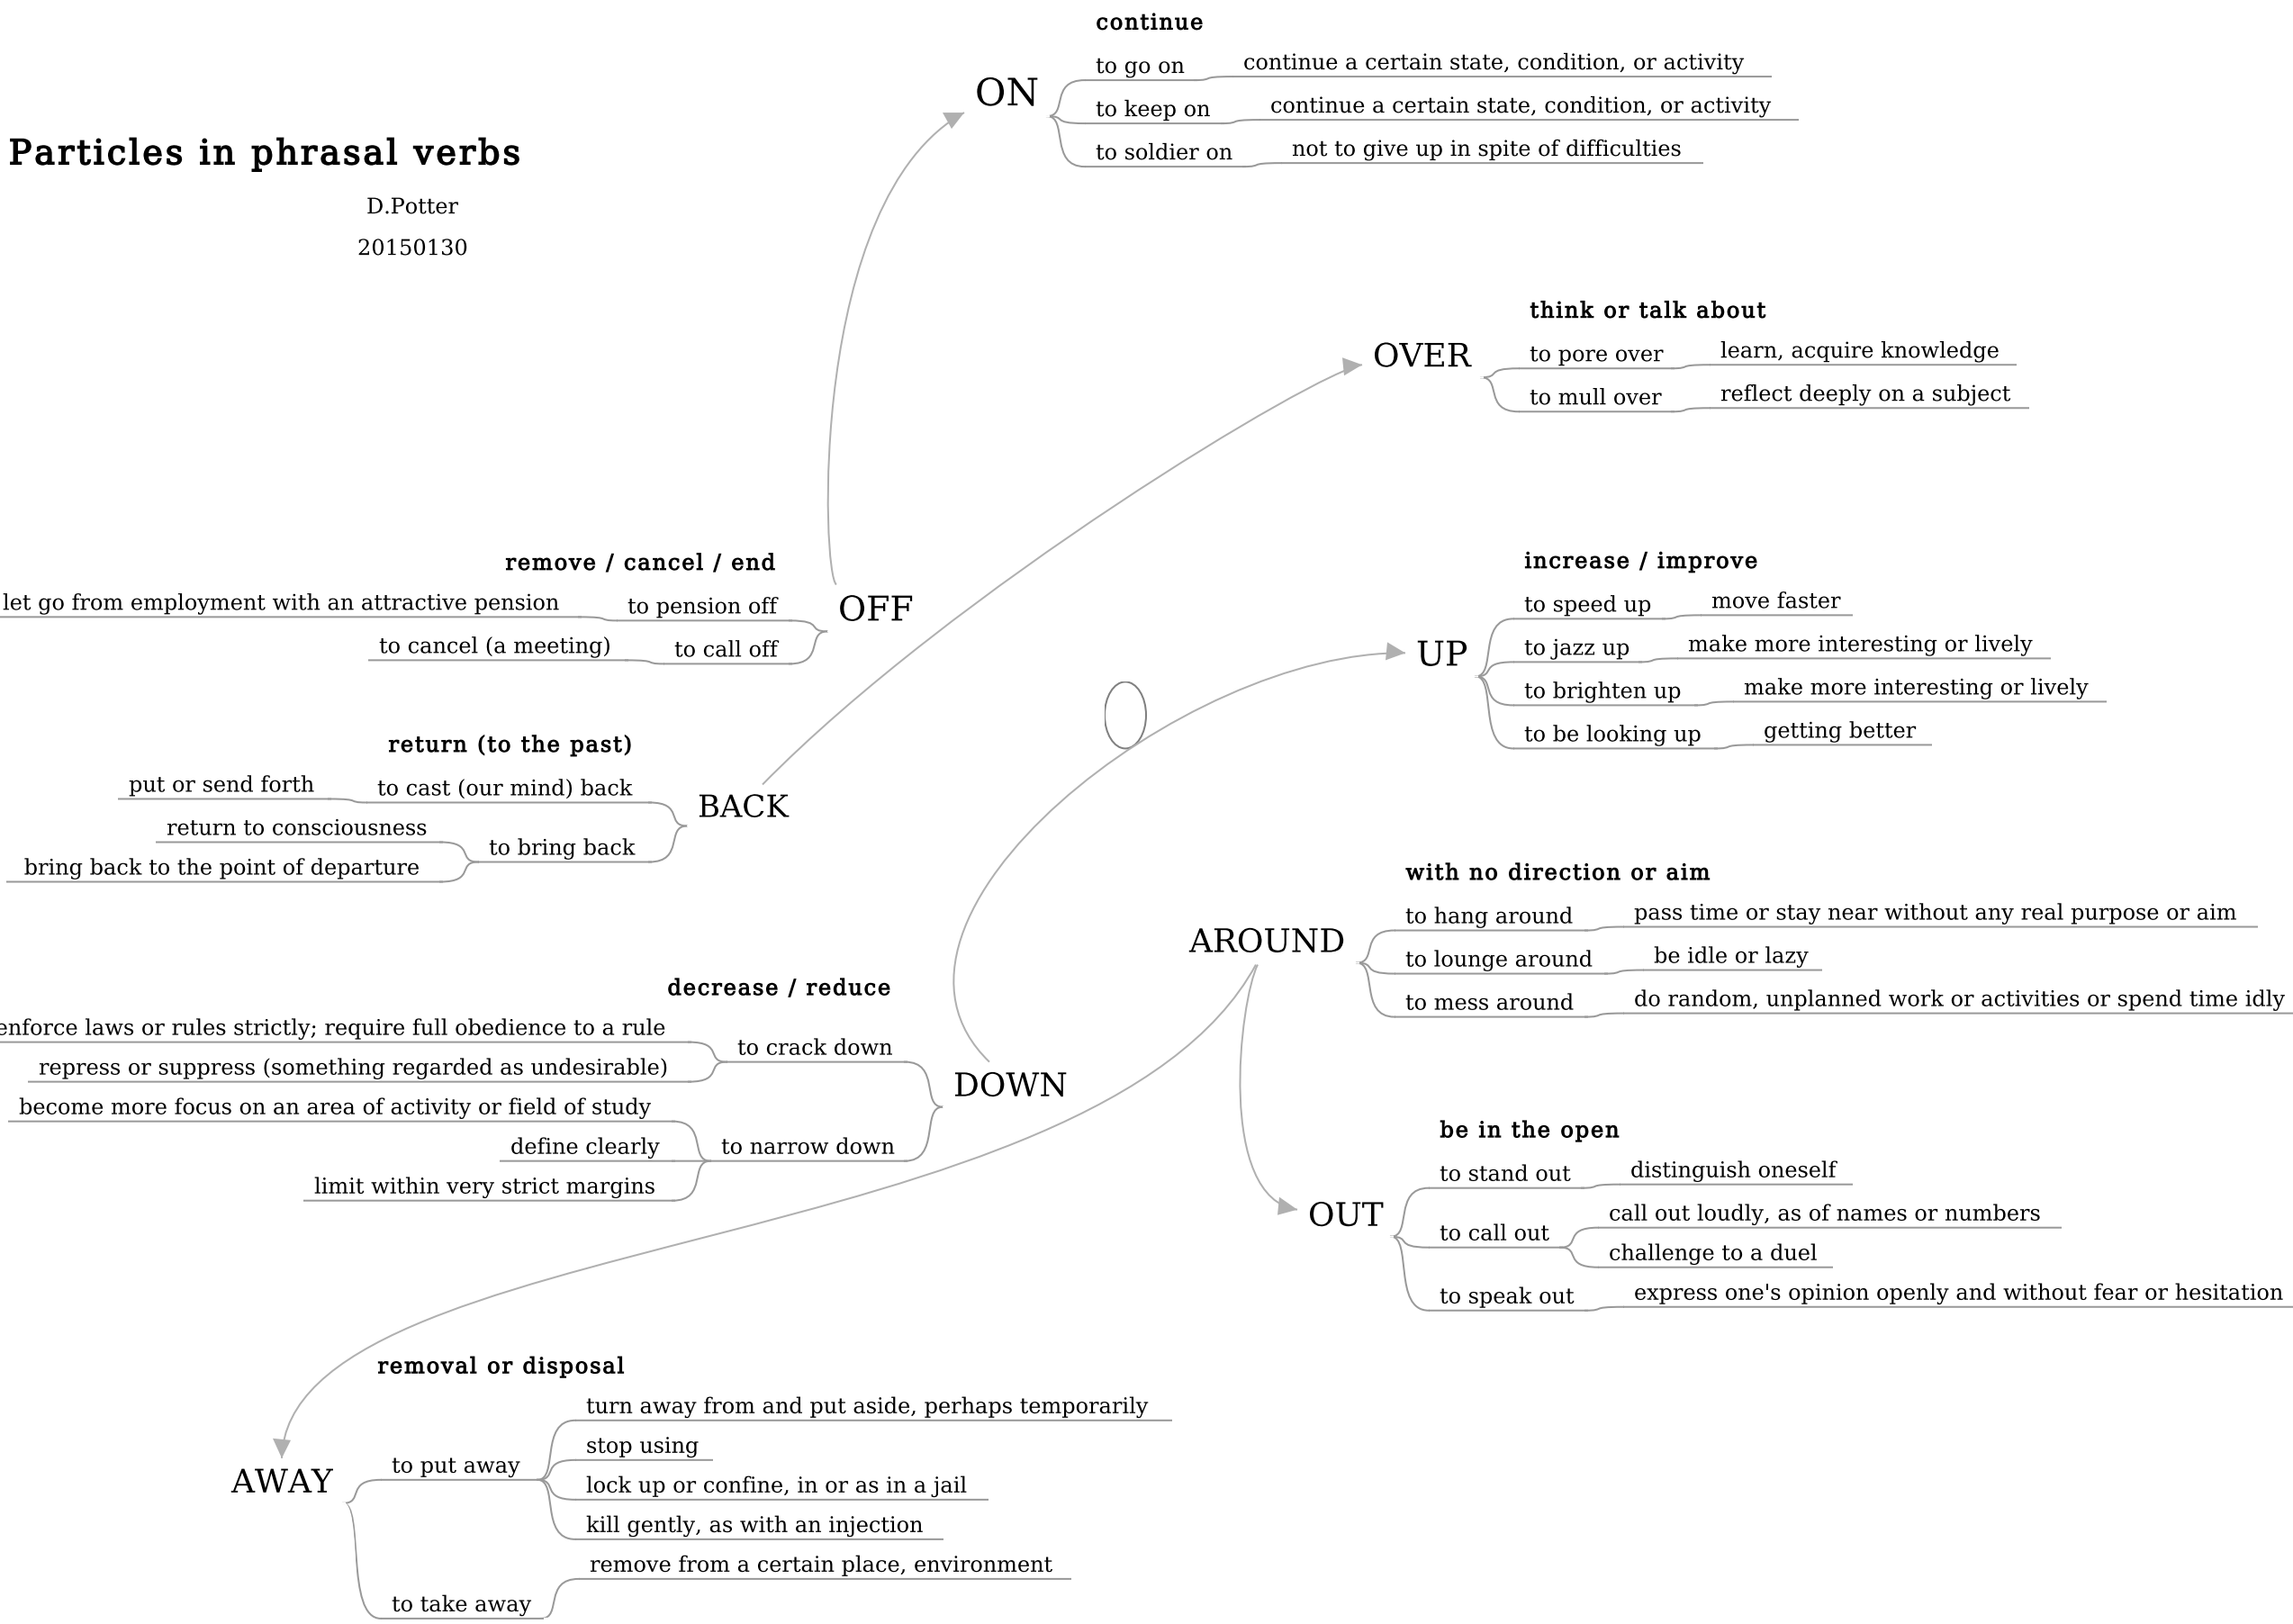 Particles in phrasal verbs
D.Potter
20150130
ON
continue
to go on
continue a certain state, condition, or activity
to keep on
continue a certain state, condition, or activity
to soldier on
not to give up in spite of difficulties
OVER
think or talk about
to pore over
learn, acquire knowledge
to mull over
reflect deeply on a subject
OFF
remove / cancel / end
to pension off
let go from employment with an attractive pension
to call off
to cancel (a meeting)
UP
increase / improve
to speed up
move faster
to jazz up
make more interesting or lively
to brighten up
make more interesting or lively
to be looking up
getting better
BACK
return (to the past)
to cast (our mind) back
put or send forth
to bring back
return to consciousness
bring back to the point of departure
AROUND
with no direction or aim
to hang around
pass time or stay near without any real purpose or aim
to lounge around
be idle or lazy
to mess around
do random, unplanned work or activities or spend time idly
DOWN
decrease / reduce
to crack down
enforce laws or rules strictly; require full obedience to a rule
repress or suppress (something regarded as undesirable)
to narrow down
become more focus on an area of activity or field of study
define clearly
limit within very strict margins
OUT
be in the open
to stand out
distinguish oneself
to call out
call out loudly, as of names or numbers
challenge to a duel
to speak out
express one's opinion openly and without fear or hesitation
AWAY
removal or disposal
to put away
turn away from and put aside, perhaps temporarily
stop using
lock up or confine, in or as in a jail
kill gently, as with an injection
to take away
remove from a certain place, environment